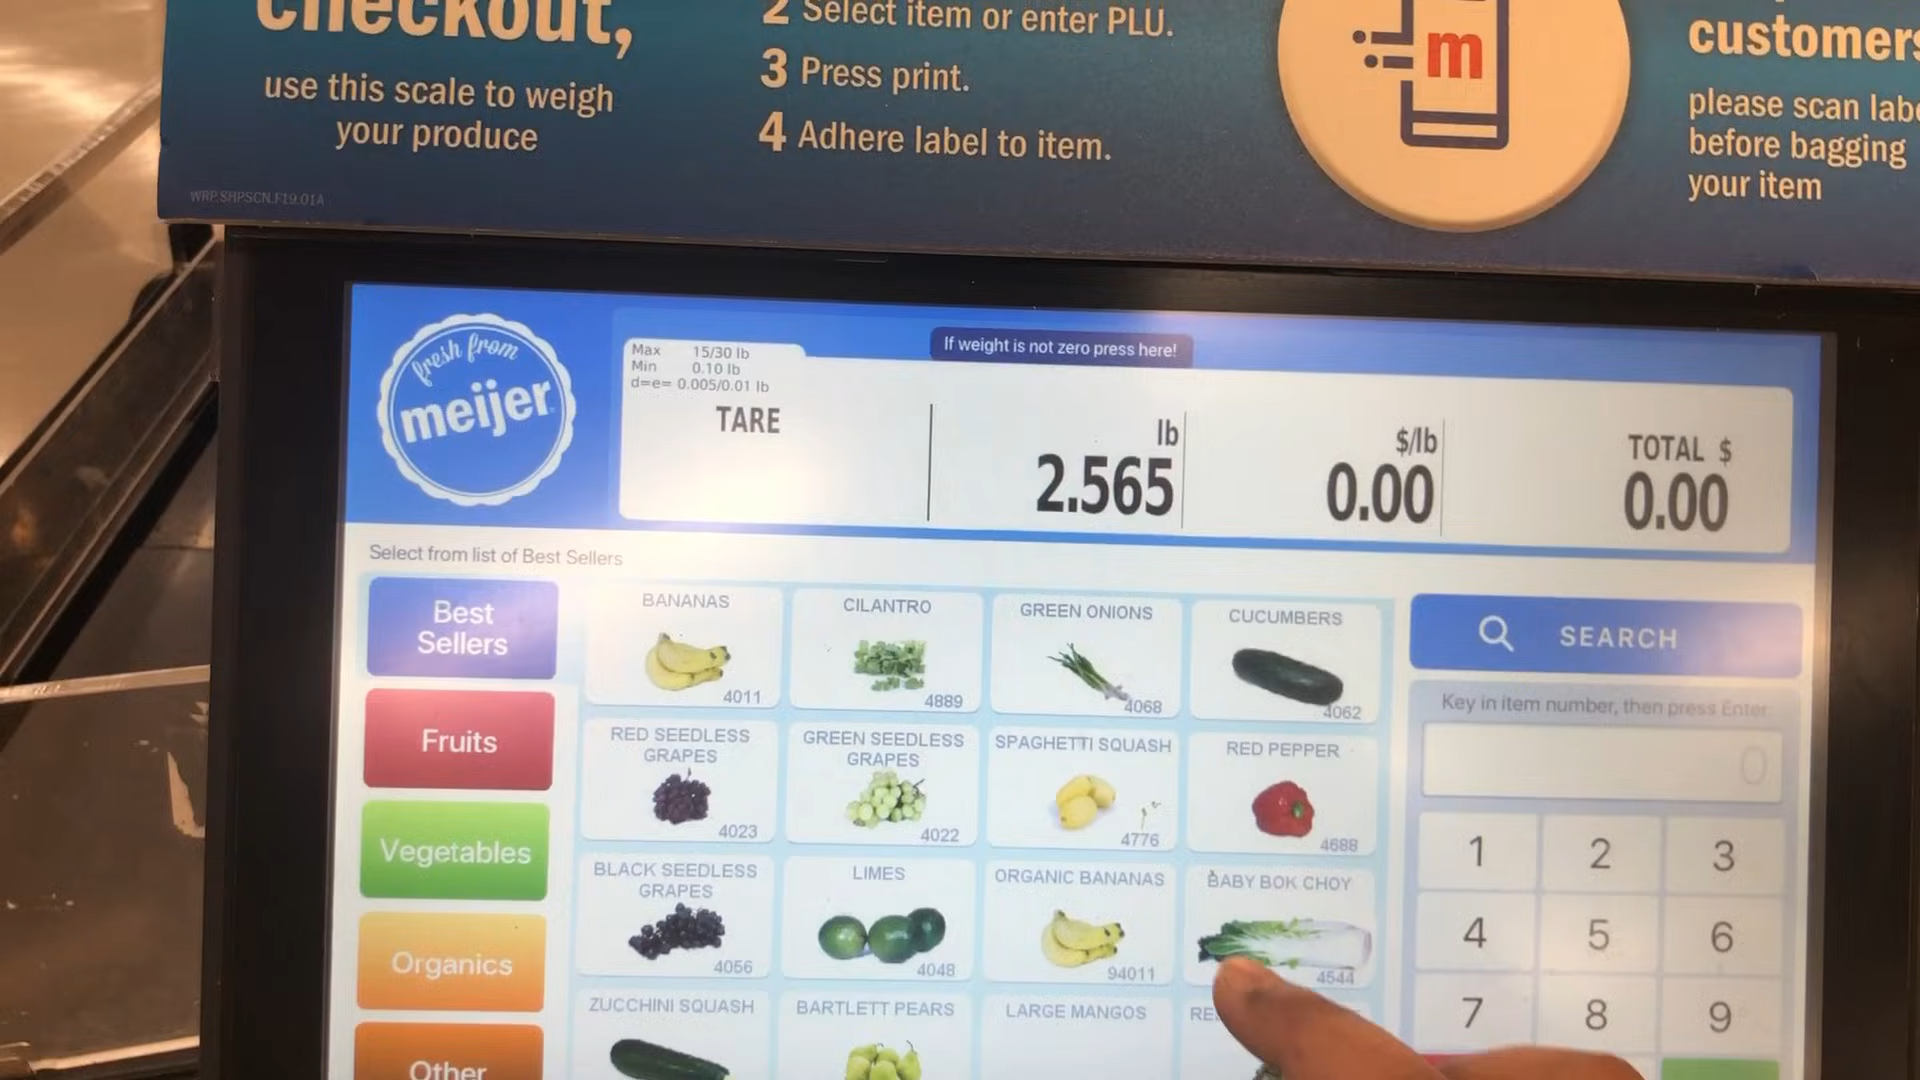 checkout,
use this scale to weigh
your produce
WRP.SHPSCN.F19.01A
2 Select item or enter PLU.
3 Press print.
4 Adhere label to item.
m
customers
please scan
before bagging
your item
fresh from
meijer
Max 15/30 lb
Min 0.10 lb
d=e= 0.005/0.01 lb
TARE
If weight is not zero press here!
lb
2.565
$/lb
0.00
TOTAL $
0.00
Select from list of Best Sellers
Best
Sellers
Fruits
Vegetables
Organics
Other
BANANAS
4011
CILANTRO
4889
GREEN ONIONS
4068
CUCUMBERS
4062
RED SEEDLESS
GRAPES
4023
GREEN SEEDLESS
GRAPES
4022
SPAGHETTI SQUASH
4776
RED PEPPER
4688
BLACK SEEDLESS
GRAPES
4056
LIMES
4048
ORGANIC BANANAS
94011
BABY BOK CHOY
4544
ZUCCHINI SQUASH
BARTLETT PEARS
LARGE MANGOS
SEARCH
Key in item number, then press Enter
0
1 2 3
4 5 6
7 8 9